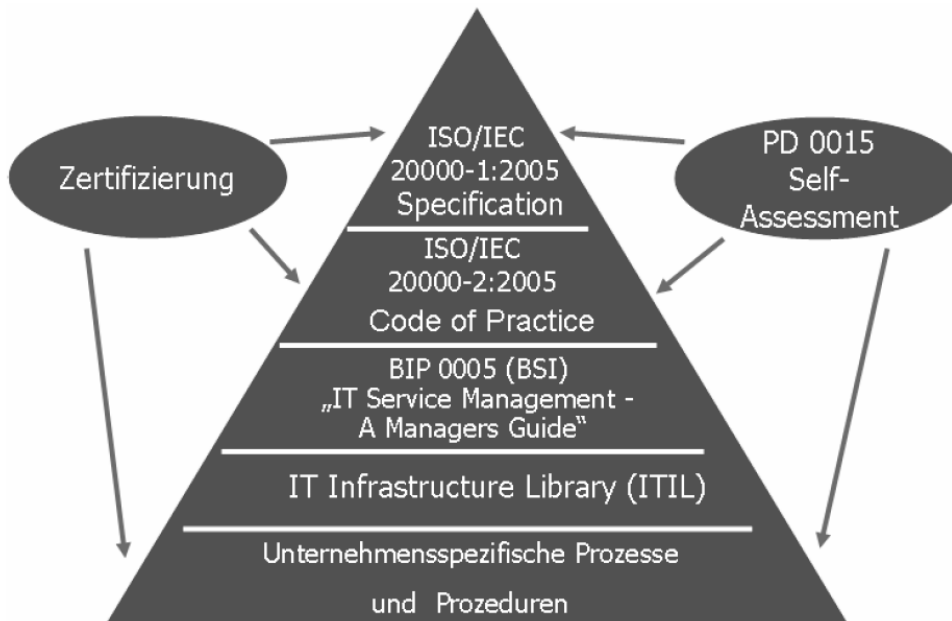 Zertifizierung
ISO/IEC
20000-1:2005
Specification
PD 0015
Self-
Assessment
ISO/IEC
20000-2:2005
Code of Practice
BIP 0005 (BSI)
„IT Service Management -
A Managers Guide“
IT Infrastructure Library (ITIL)
Unternehmensspezifische Prozesse
und Prozeduren